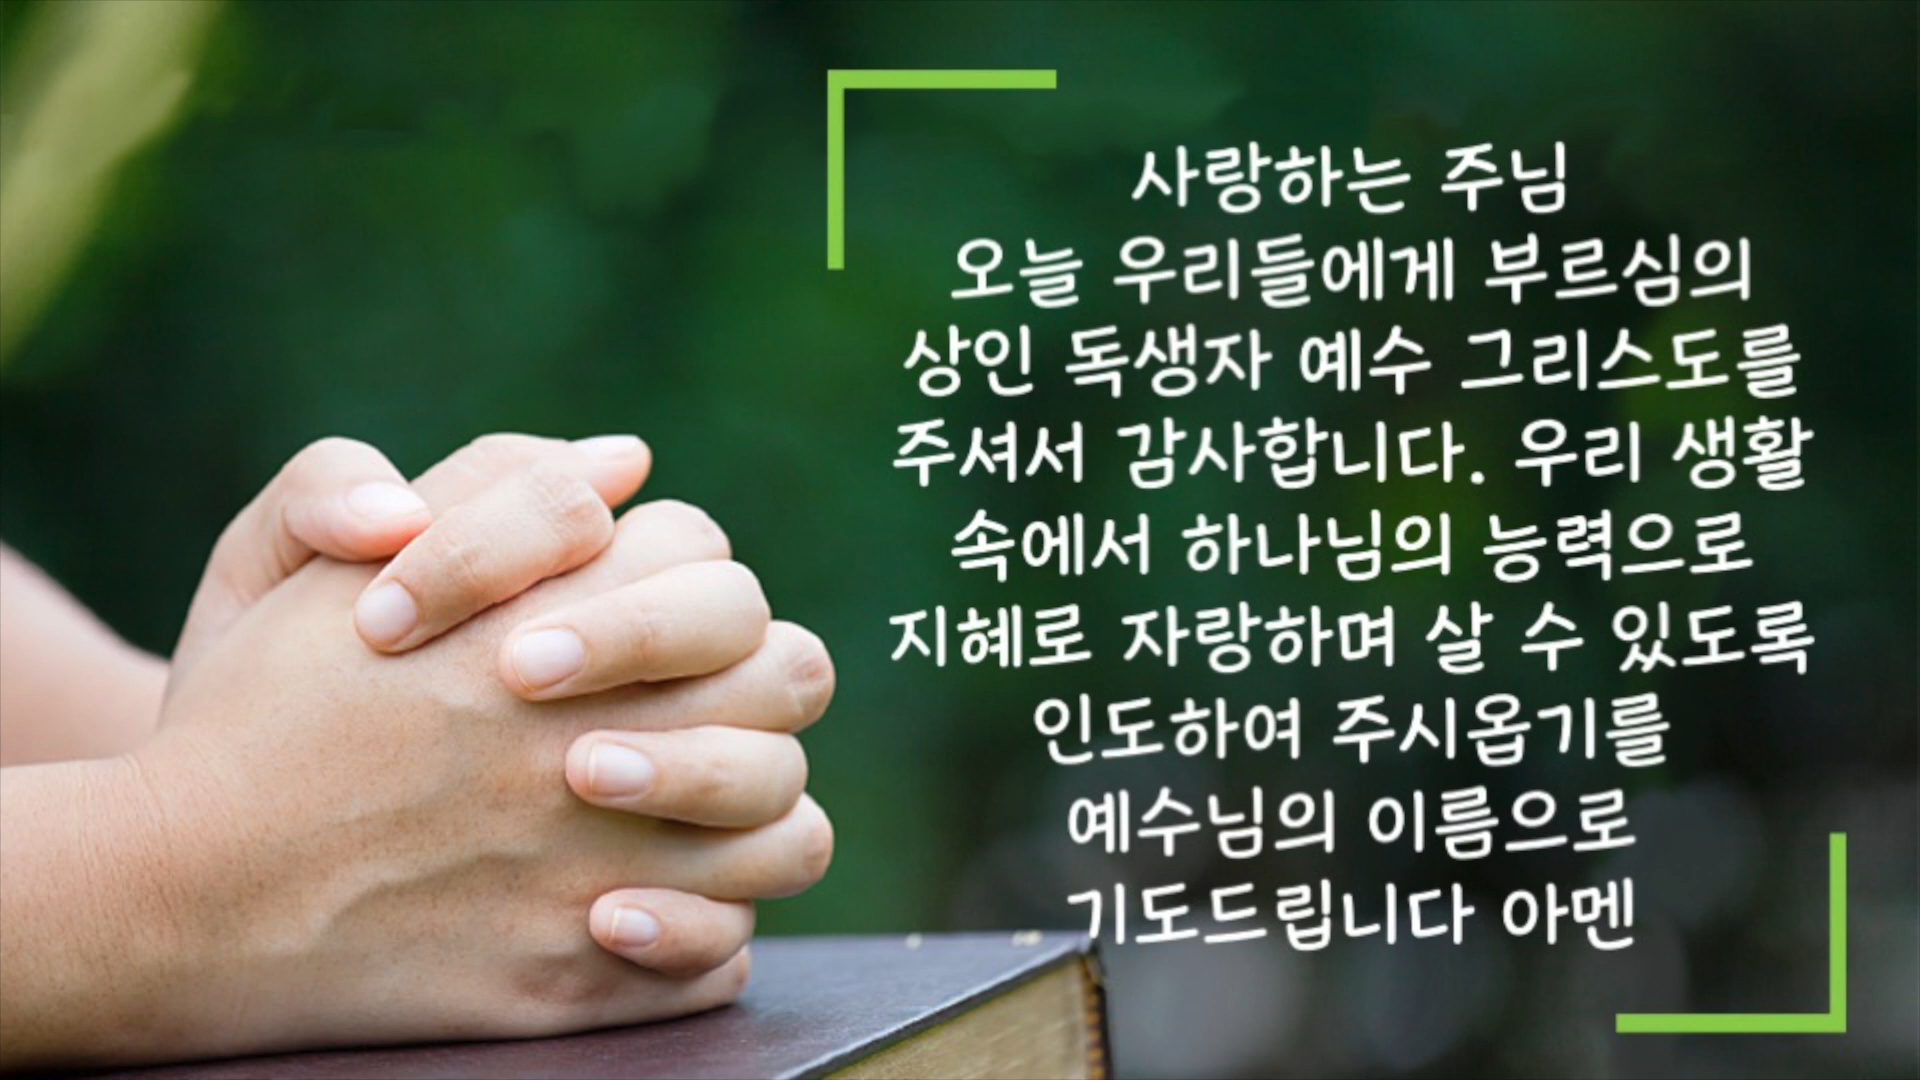 사랑하는 주님
오늘 우리들에게 부르심의
상인 독생자 예수 그리스도를
주셔서 감사합니다. 우리 생활
속에서 하나님의 능력으로
지혜로 자랑하며 살 수 있도록
인도하여 주시옵기를
예수님의 이름으로
기도드립니다 아멘